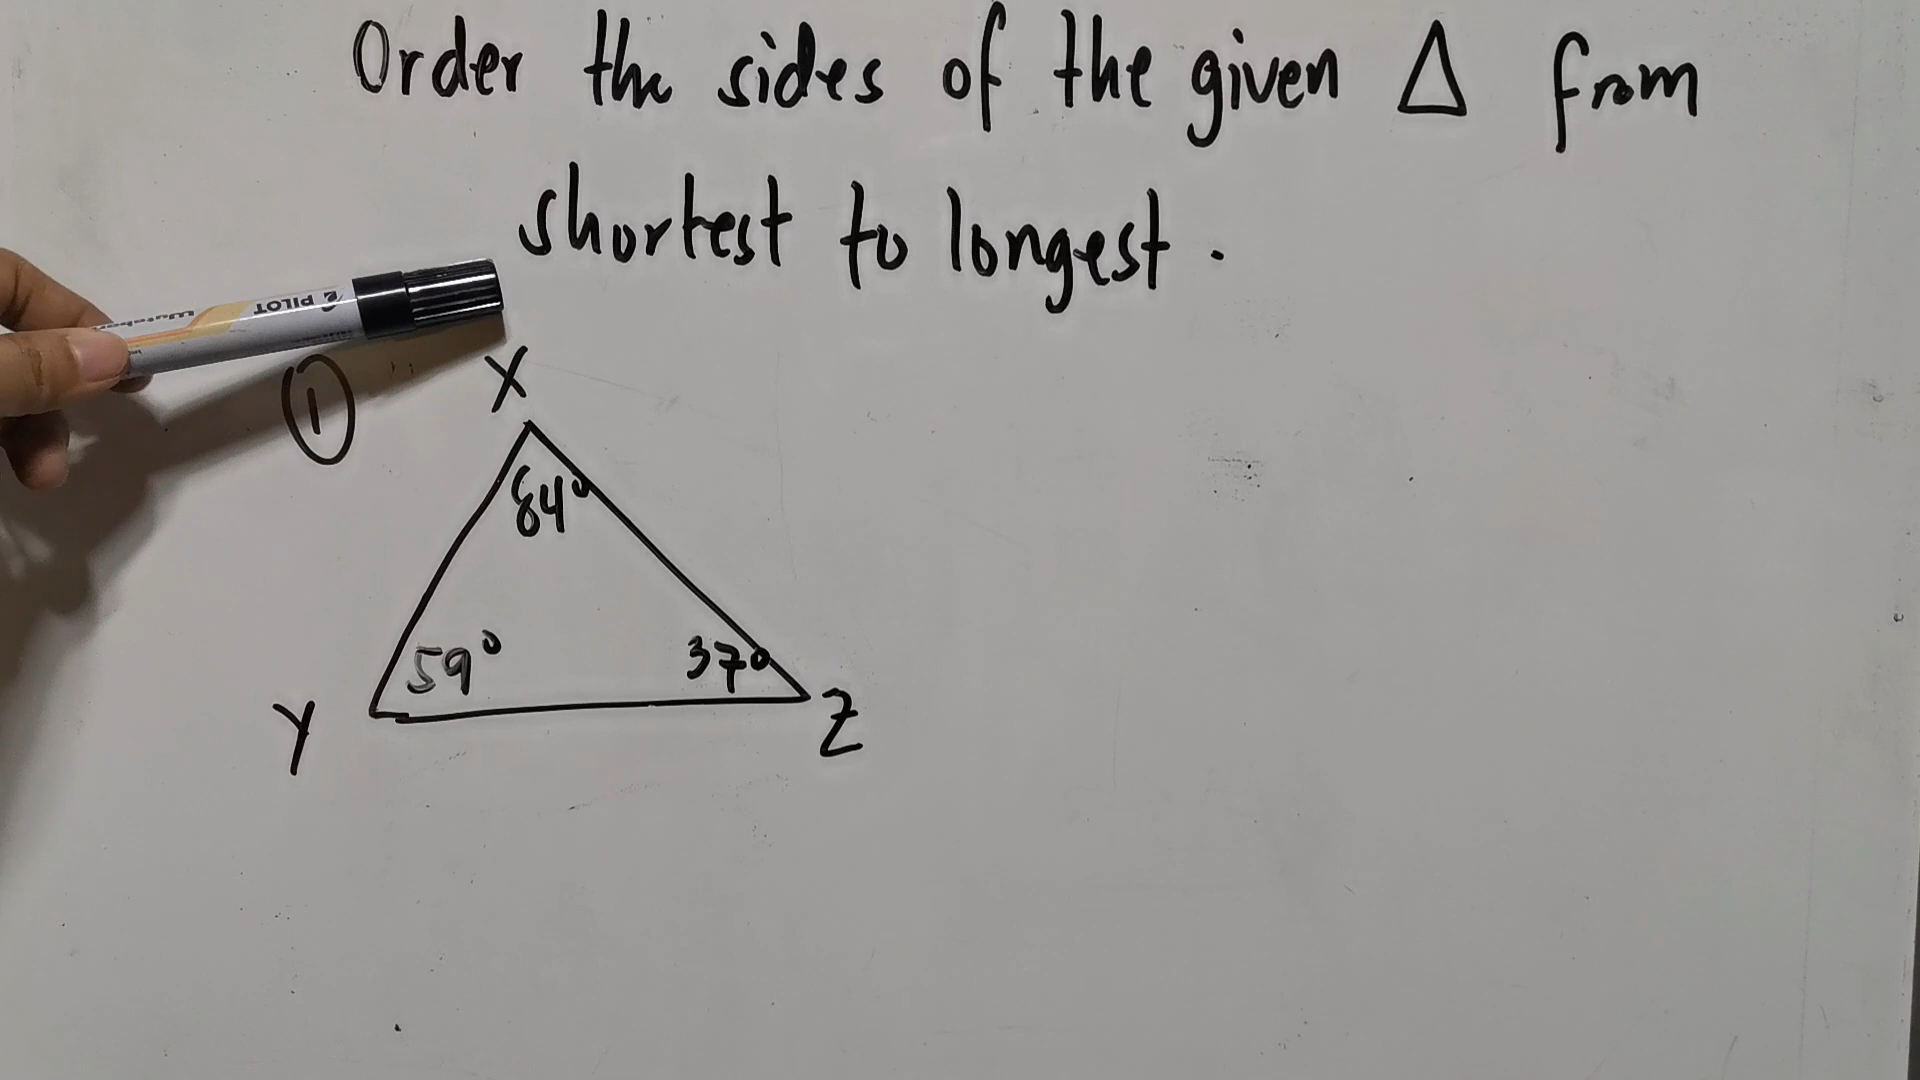 Order the sides of the given Δ from
shortest to longest.
PILOT
①
X
84°
59°
37°
Y
Z